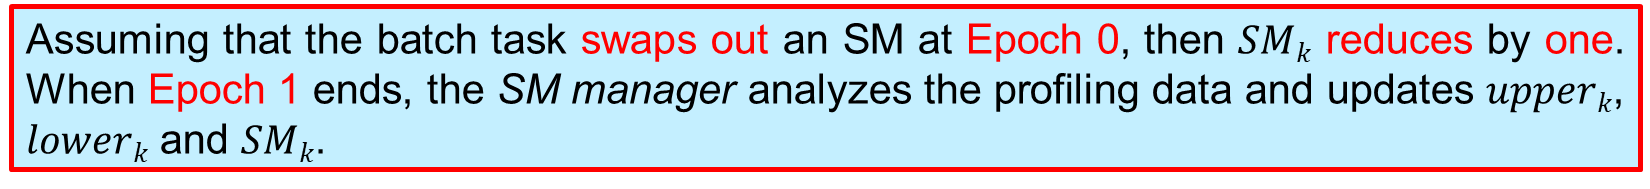 Assuming that the batch task swaps out an SM at Epoch 0, then $SM_k$ reduces by one.
When Epoch 1 ends, the SM manager analyzes the profiling data and updates $upper_k$,
$lower_k$ and $SM_k$.